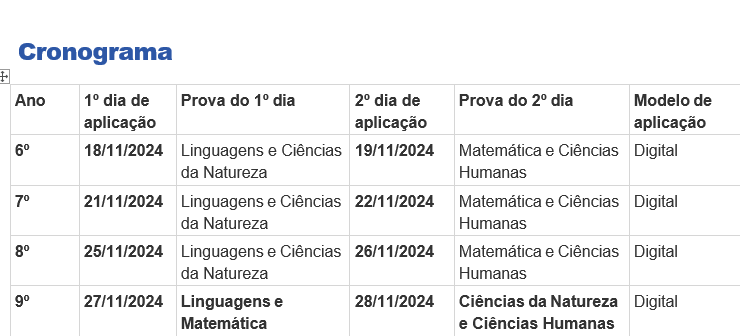 Cronograma
Ano 1º dia de aplicação Prova do 1º dia 2º dia de aplicação Prova do 2º dia Modelo de aplicação
6º 18/11/2024 Linguagens e Ciências da Natureza 19/11/2024 Matemática e Ciências Humanas Digital
7º 21/11/2024 Linguagens e Ciências da Natureza 22/11/2024 Matemática e Ciências Humanas Digital
8º 25/11/2024 Linguagens e Ciências da Natureza 26/11/2024 Matemática e Ciências Humanas Digital
9º 27/11/2024 Linguagens e Matemática 28/11/2024 Ciências da Natureza e Ciências Humanas Digital